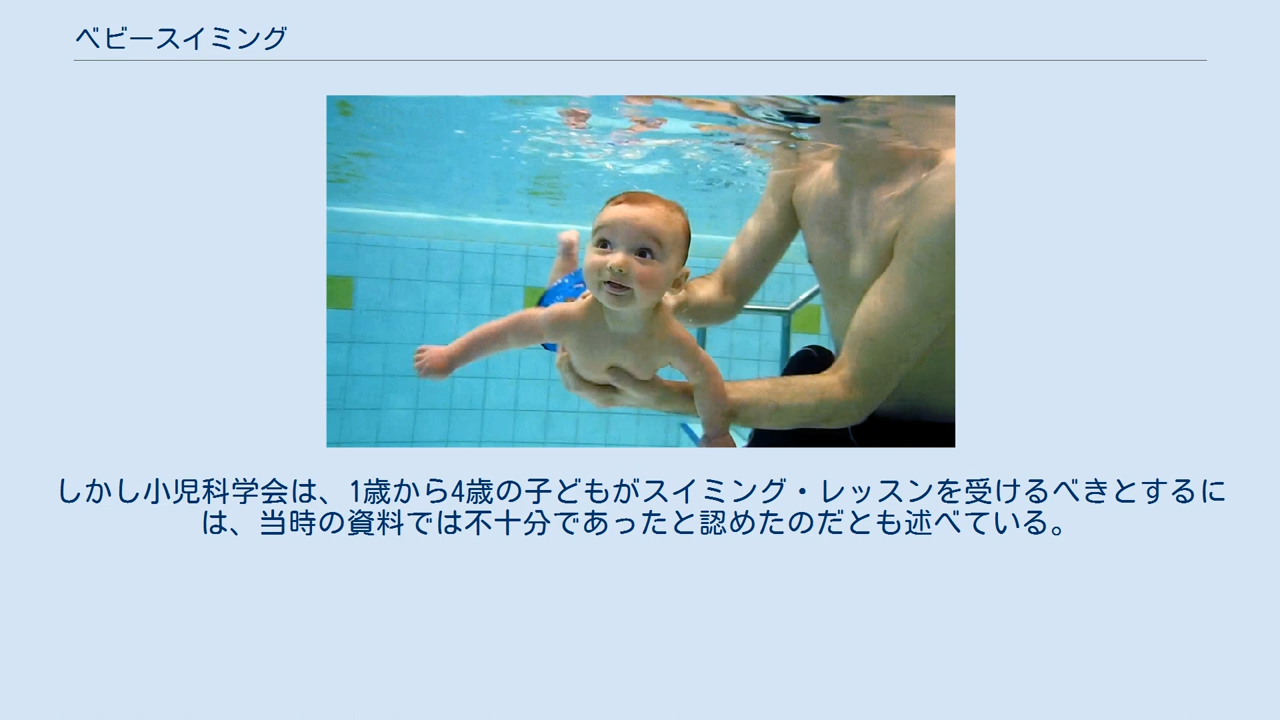 ベビースイミング
しかし小児科学会は、1歳から4歳の子どもがスイミング・レッスンを受けるべきとするに
は、当時の資料では不十分であったと認めたのだとも述べている。